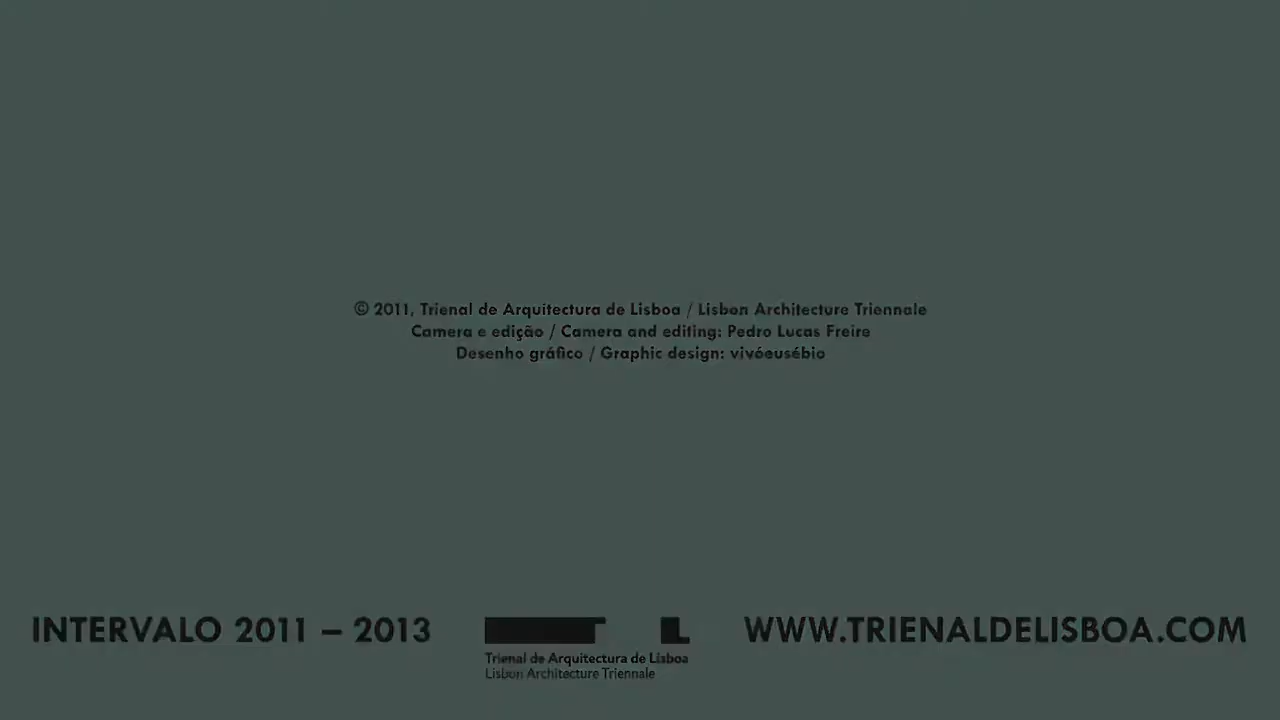 © 2011, Trienal de Arquitectura de Lisboa / Lisbon Architecture Triennale
Camera e edição / Camera and editing: Pedro Lucas Freire
Desenho gráfico / Graphic design: vivóeusébio
INTERVALO 2011 – 2013
Trienal de Arquitectura de Lisboa
Lisbon Architecture Triennale
WWW.TRIENALDELISBOA.COM